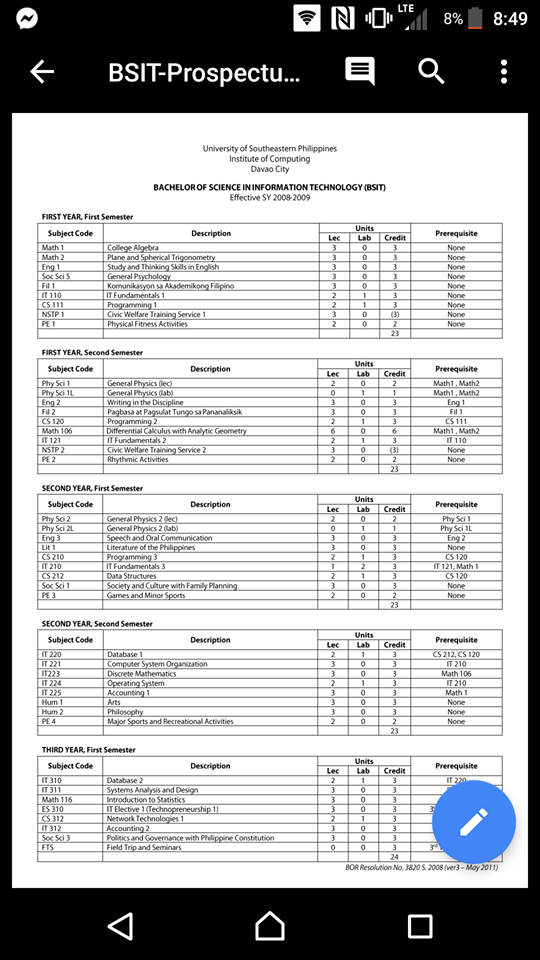 LTE 8% 8:49
BSIT-Prospectu...
University of Southeastern Philippines
Institute of Computing
Davao City
BACHELOR OF SCIENCE IN INFORMATION TECHNOLOGY (BSIT)
Effective SY 2008-2009
FIRST YEAR, First Semester
Subject Code Description Units Prerequisite
Lec Lab Credit
Math 1 College Algebra 3 0 3 None
Math 2 Plane and Spherical Trigonometry 3 0 3 None
Eng 1 Study and Thinking Skills in English 3 0 3 None
Soc Sci 5 General Psychology 3 0 3 None
Fil 1 Komunikasyon sa Akademikong Filipino 3 0 3 None
IT 110 IT Fundamentals 1 2 1 3 None
CS 111 Programming 1 2 1 3 None
NSTP 1 Civic Welfare Training Service 1 3 0 (3) None
PE 1 Physical Fitness Activities 2 0 2 None
23
FIRST YEAR, Second Semester
Subject Code Description Units Prerequisite
Lec Lab Credit
Phy Sci 1 General Physics (lec) 2 0 2 Math1 , Math2
Phy Sci 1L General Physics (lab) 0 1 1 Math1 , Math2
Eng 2 Writing in the Discipline 3 0 3 Eng 1
Fil 2 Pagbasa at Pagsulat Tungo sa Pananaliksik 3 0 3 Fil 1
CS 120 Programming 2 2 1 3 CS 111
Math 106 Differential Calculus with Analytic Geometry 6 0 6 Math1 , Math2
IT 121 IT Fundamentals 2 2 1 3 IT 110
NSTP 2 Civic Welfare Training Service 2 3 0 (3) None
PE 2 Rhythmic Activities 2 0 2 None
23
SECOND YEAR, First Semester
Subject Code Description Units Prerequisite
Lec Lab Credit
Phy Sci 2 General Physics 2 (lec) 2 0 2 Phy Sci 1
Phy Sci 2L General Physics 2 (lab) 0 1 1 Phy Sci 1L
Eng 3 Speech and Oral Communication 3 0 3 Eng 2
Lit 1 Literature of the Philippines 3 0 3 None
CS 210 Programming 3 2 1 3 CS 120
IT 210 IT Fundamentals 3 1 2 3 IT 121, Math 1
CS 212 Data Structures 2 1 3 CS 120
Soc Sci 1 Society and Culture with Family Planning 3 0 3 None
PE 3 Games and Minor Sports 2 0 2 None
23
SECOND YEAR, Second Semester
Subject Code Description Units Prerequisite
Lec Lab Credit
IT 220 Database 1 2 1 3 CS 212, CS 120
IT 221 Computer System Organization 3 0 3 IT 210
IT223 Discrete Mathematics 3 0 3 Math 106
IT 224 Operating System 2 1 3 IT 210
IT 225 Accounting 1 3 0 3 Math 1
Hum 1 Arts 3 0 3 None
Hum 2 Philosophy 3 0 3 None
PE 4 Major Sports and Recreational Activities 2 0 2 None
23
THIRD YEAR, First Semester
Subject Code Description Units Prerequisite
Lec Lab Credit
IT 310 Database 2 2 1 3 IT 220
IT 311 Systems Analysis and Design 3 0 3
Math 116 Introduction to Statistics 3 0 3
ES 310 IT Elective 1 (Technopreneurship 1) 3 0 3
CS 312 Network Technologies 1 2 1 3
IT 312 Accounting 2 3 0 3
Soc Sci 3 Politics and Governance with Philippine Constitution 3 0 3
FTS Field Trip and Seminars 0 0 3 3rd
24
BOR Resolution No. 3820 S. 2008 (ver3 – May 2011)